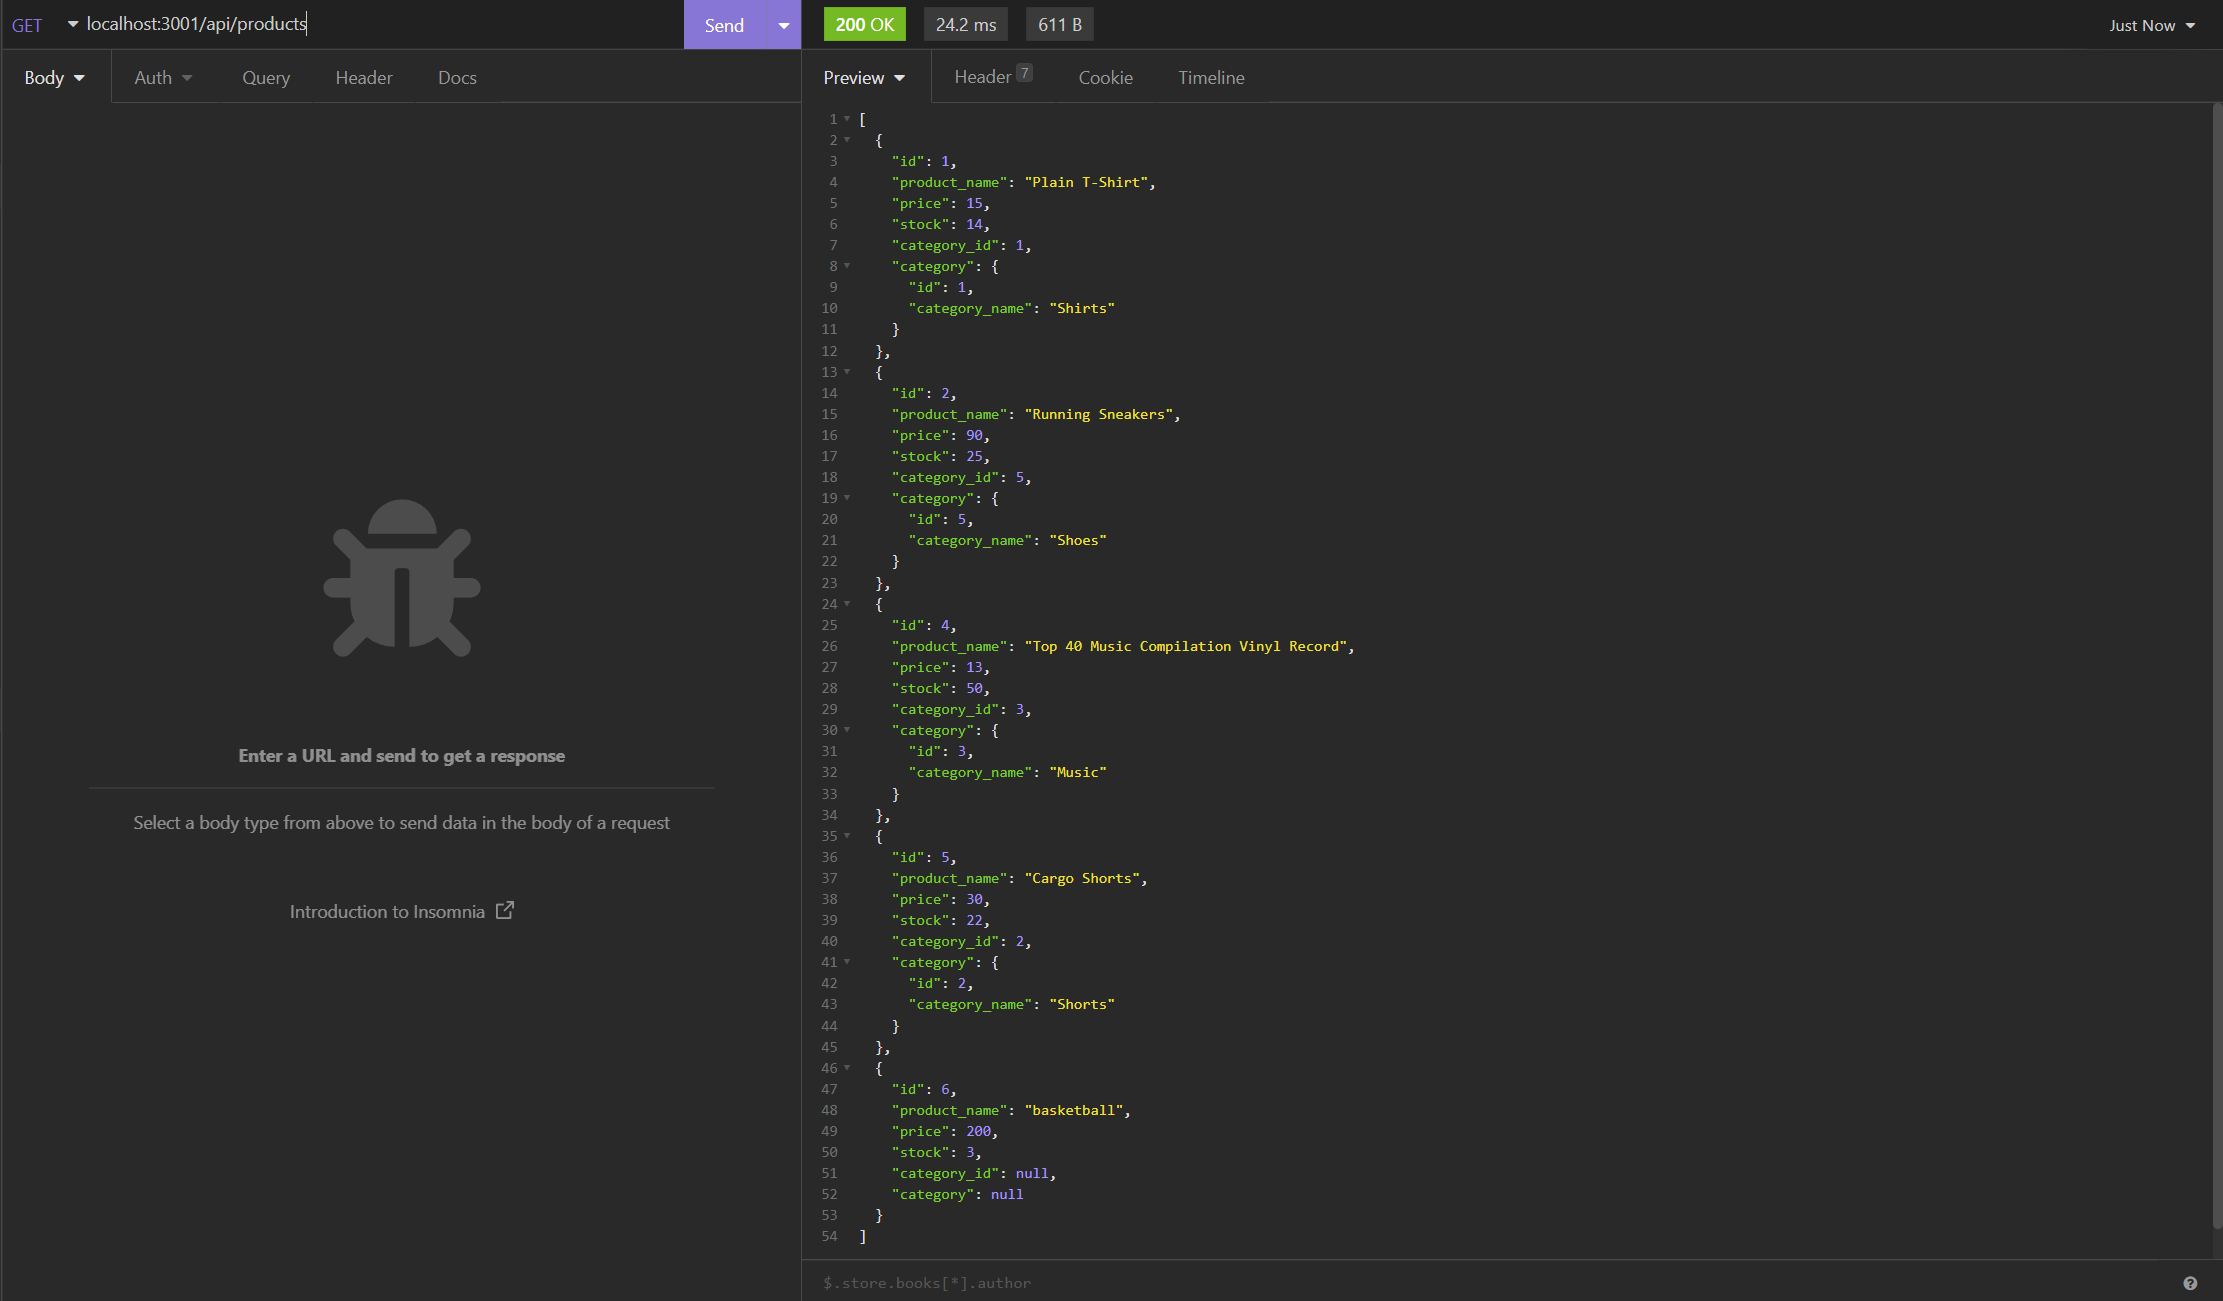 GET localhost:3001/api/products Send 200 OK 24.2 ms 611 B Just Now
Body Auth Query Header Docs Preview Header 7 Cookie Timeline
Enter a URL and send to get a response
Select a body type from above to send data in the body of a request
Introduction to Insomnia
1 [
2 {
3 "id": 1,
4 "product_name": "Plain T-Shirt",
5 "price": 15,
6 "stock": 14,
7 "category_id": 1,
8 "category": {
9 "id": 1,
10 "category_name": "Shirts"
11 }
12 },
13 {
14 "id": 2,
15 "product_name": "Running Sneakers",
16 "price": 90,
17 "stock": 25,
18 "category_id": 5,
19 "category": {
20 "id": 5,
21 "category_name": "Shoes"
22 }
23 },
24 {
25 "id": 4,
26 "product_name": "Top 40 Music Compilation Vinyl Record",
27 "price": 13,
28 "stock": 50,
29 "category_id": 3,
30 "category": {
31 "id": 3,
32 "category_name": "Music"
33 }
34 },
35 {
36 "id": 5,
37 "product_name": "Cargo Shorts",
38 "price": 30,
39 "stock": 22,
40 "category_id": 2,
41 "category": {
42 "id": 2,
43 "category_name": "Shorts"
44 }
45 },
46 {
47 "id": 6,
48 "product_name": "basketball",
49 "price": 200,
50 "stock": 3,
51 "category_id": null,
52 "category": null
53 }
54 ]
$.store.books[*].author ?